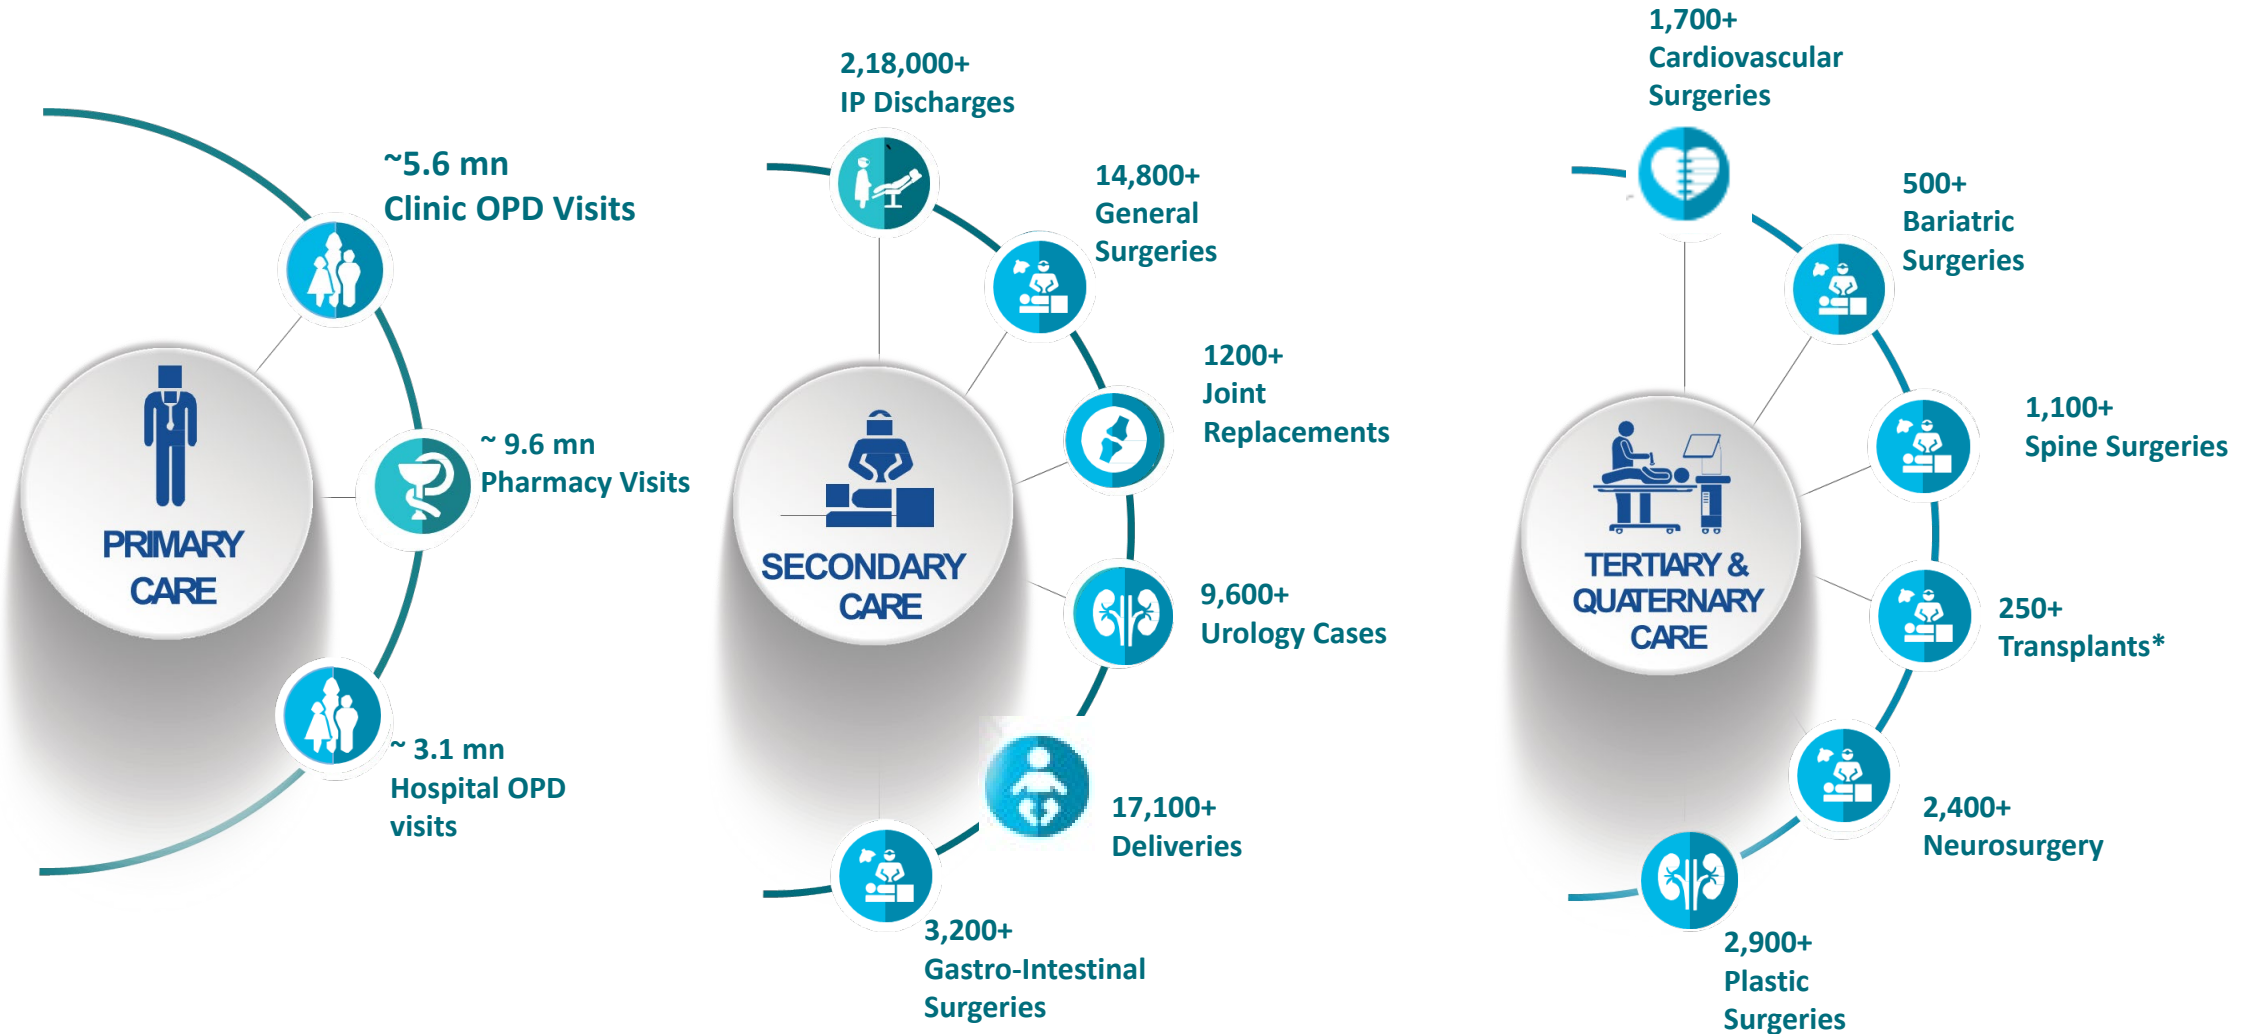 ~5.6 mn
Clinic OPD Visits
~ 9.6 mn
Pharmacy Visits
PRIMARY
CARE
~ 3.1 mn
Hospital OPD
visits
2,18,000+
IP Discharges
14,800+
General
Surgeries
1200+
Joint
Replacements
SECONDARY
CARE
9,600+
Urology Cases
17,100+
Deliveries
3,200+
Gastro-Intestinal
Surgeries
1,700+
Cardiovascular
Surgeries
500+
Bariatric
Surgeries
1,100+
Spine Surgeries
TERTIARY &
QUATERNARY
CARE
250+
Transplants*
2,400+
Neurosurgery
2,900+
Plastic
Surgeries